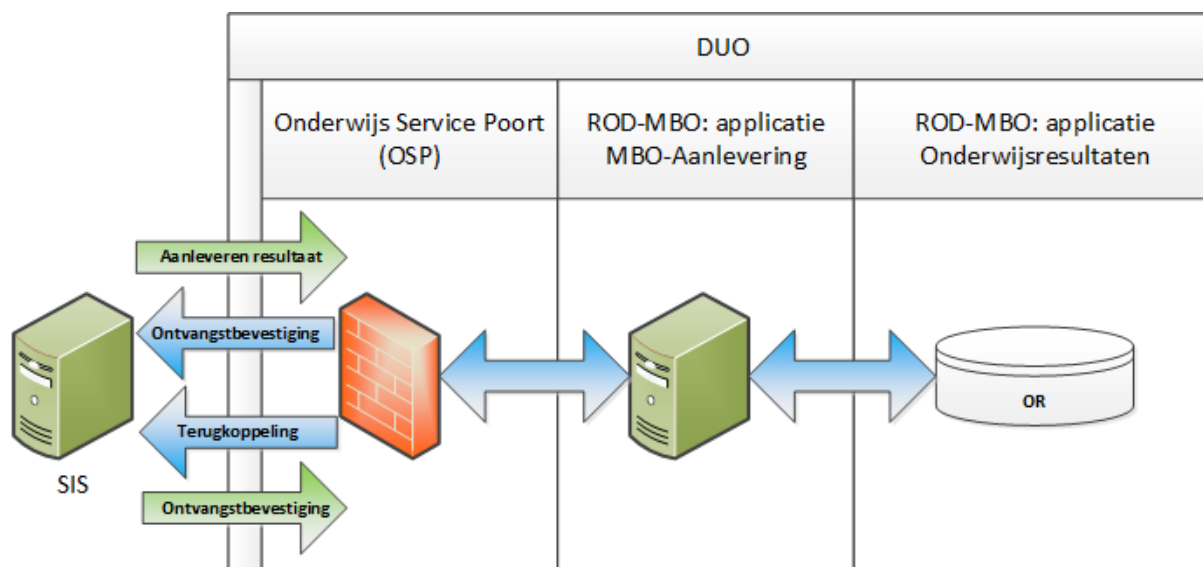 DUO
Onderwijs Service Poort
(OSP)
ROD-MBO: applicatie
MBO-Aanlevering
ROD-MBO: applicatie
Onderwijsresultaten
Aanleveren resultaat
Ontvangstbevestiging
Terugkoppeling
Ontvangstbevestiging
SIS
OR